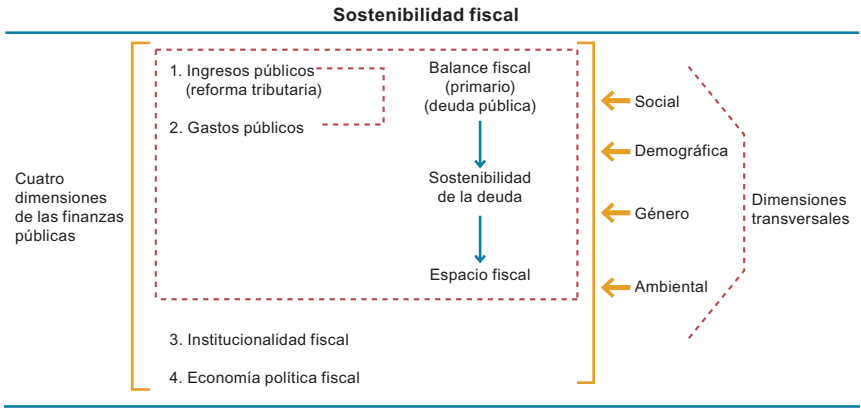 Sostenibilidad fiscal
Cuatro
dimensiones
de las finanzas
públicas
1. Ingresos públicos
(reforma tributaria)
2. Gastos públicos
Balance fiscal
(primario)
(deuda pública)
Sostenibilidad
de la deuda
Espacio fiscal
3. Institucionalidad fiscal
4. Economía política fiscal
Social
Demográfica
Género
Ambiental
Dimensiones
transversales